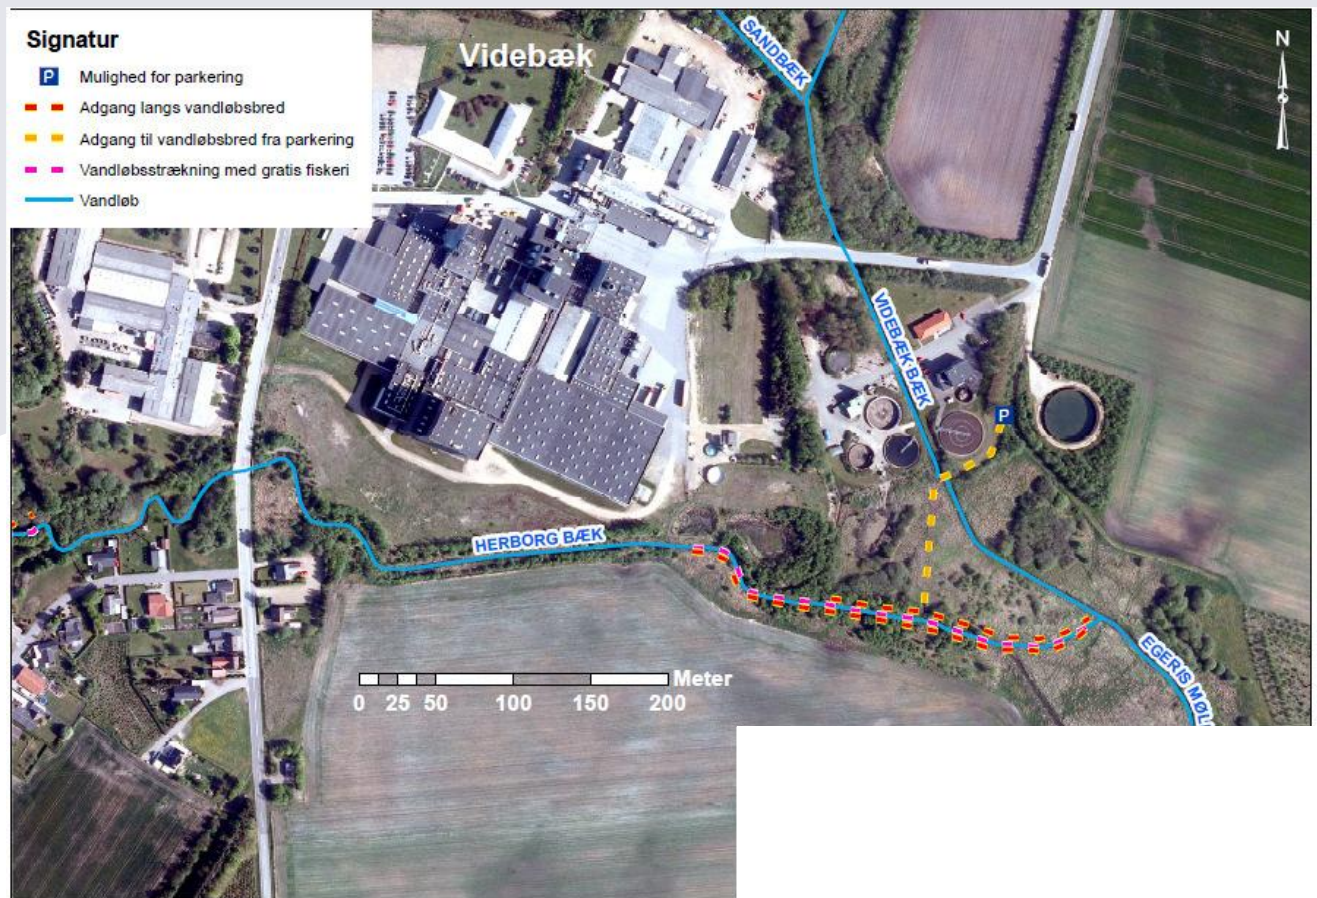 Signatur
P Mulighed for parkering
Adgang langs vandløbsbred
Adgang til vandløbsbred fra parkering
Vandløbsstrækning med gratis fiskeri
Vandløb
Videbæk
SANDBÆK
N
VIDEBÆK BÆK
P
HERBORG BÆK
EGERIS MØL
Meter
0 25 50 100 150 200